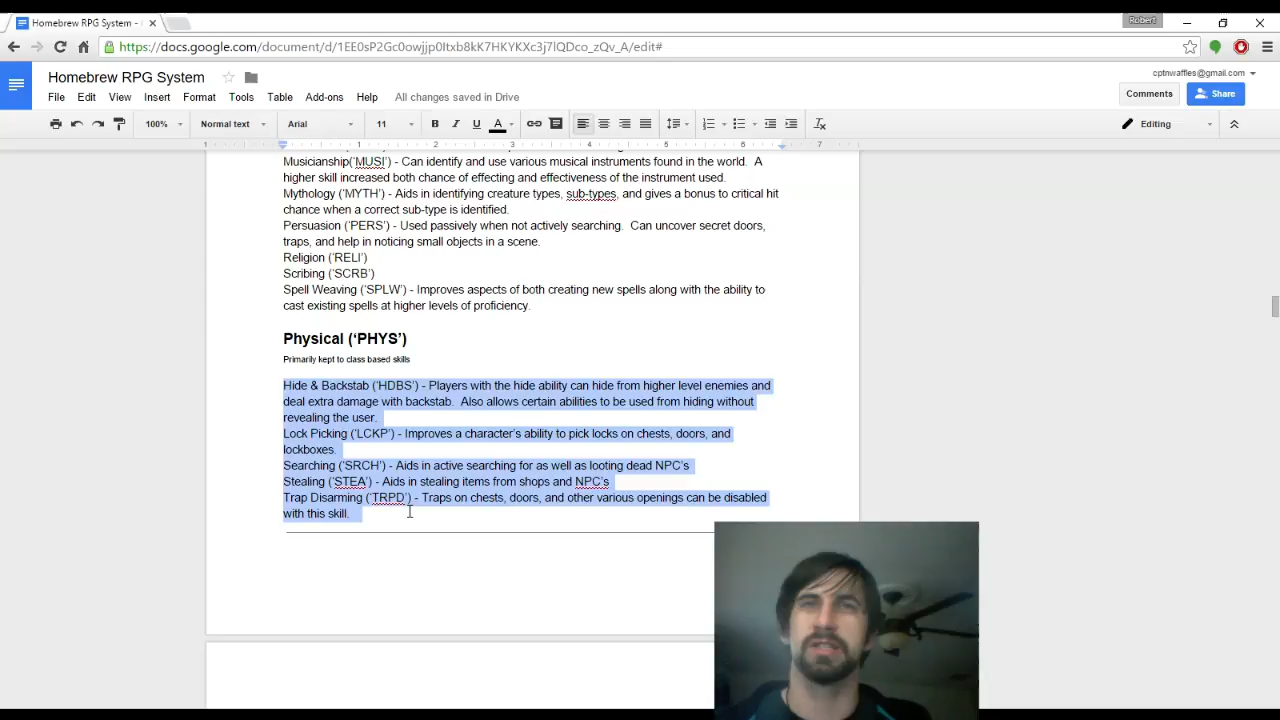 Homebrew RPG System -
Robert
https://docs.google.com/document/d/1EE0sP2Gc0owjjp0Itxb8kK7HKYKXc3j7lQDco_zQv_A/edit#
Homebrew RPG System
cptnwaffles@gmail.com
File Edit View Insert Format Tools Table Add-ons Help All changes saved in Drive
Comments Share
100% Normal text Arial 11 B I U A Editing
1 1 2 3 4 5 6 7
Musicianship('MUSI') - Can identify and use various musical instruments found in the world. A
higher skill increased both chance of effecting and effectiveness of the instrument used.
Mythology ('MYTH') - Aids in identifying creature types, sub-types, and gives a bonus to critical hit
chance when a correct sub-type is identified.
Persuasion ('PERS') - Used passively when not actively searching. Can uncover secret doors,
traps, and help in noticing small objects in a scene.
Religion ('RELI')
Scribing ('SCRB')
Spell Weaving ('SPLW') - Improves aspects of both creating new spells along with the ability to
cast existing spells at higher levels of proficiency.
Physical ('PHYS')
Primarily kept to class based skills
Hide & Backstab ('HDBS') - Players with the hide ability can hide from higher level enemies and
deal extra damage with backstab. Also allows certain abilities to be used from hiding without
revealing the user.
Lock Picking ('LCKP') - Improves a character's ability to pick locks on chests, doors, and
lockboxes.
Searching ('SRCH') - Aids in active searching for as well as looting dead NPC's
Stealing ('STEA') - Aids in stealing items from shops and NPC's
Trap Disarming ('TRPD') - Traps on chests, doors, and other various openings can be disabled
with this skill.